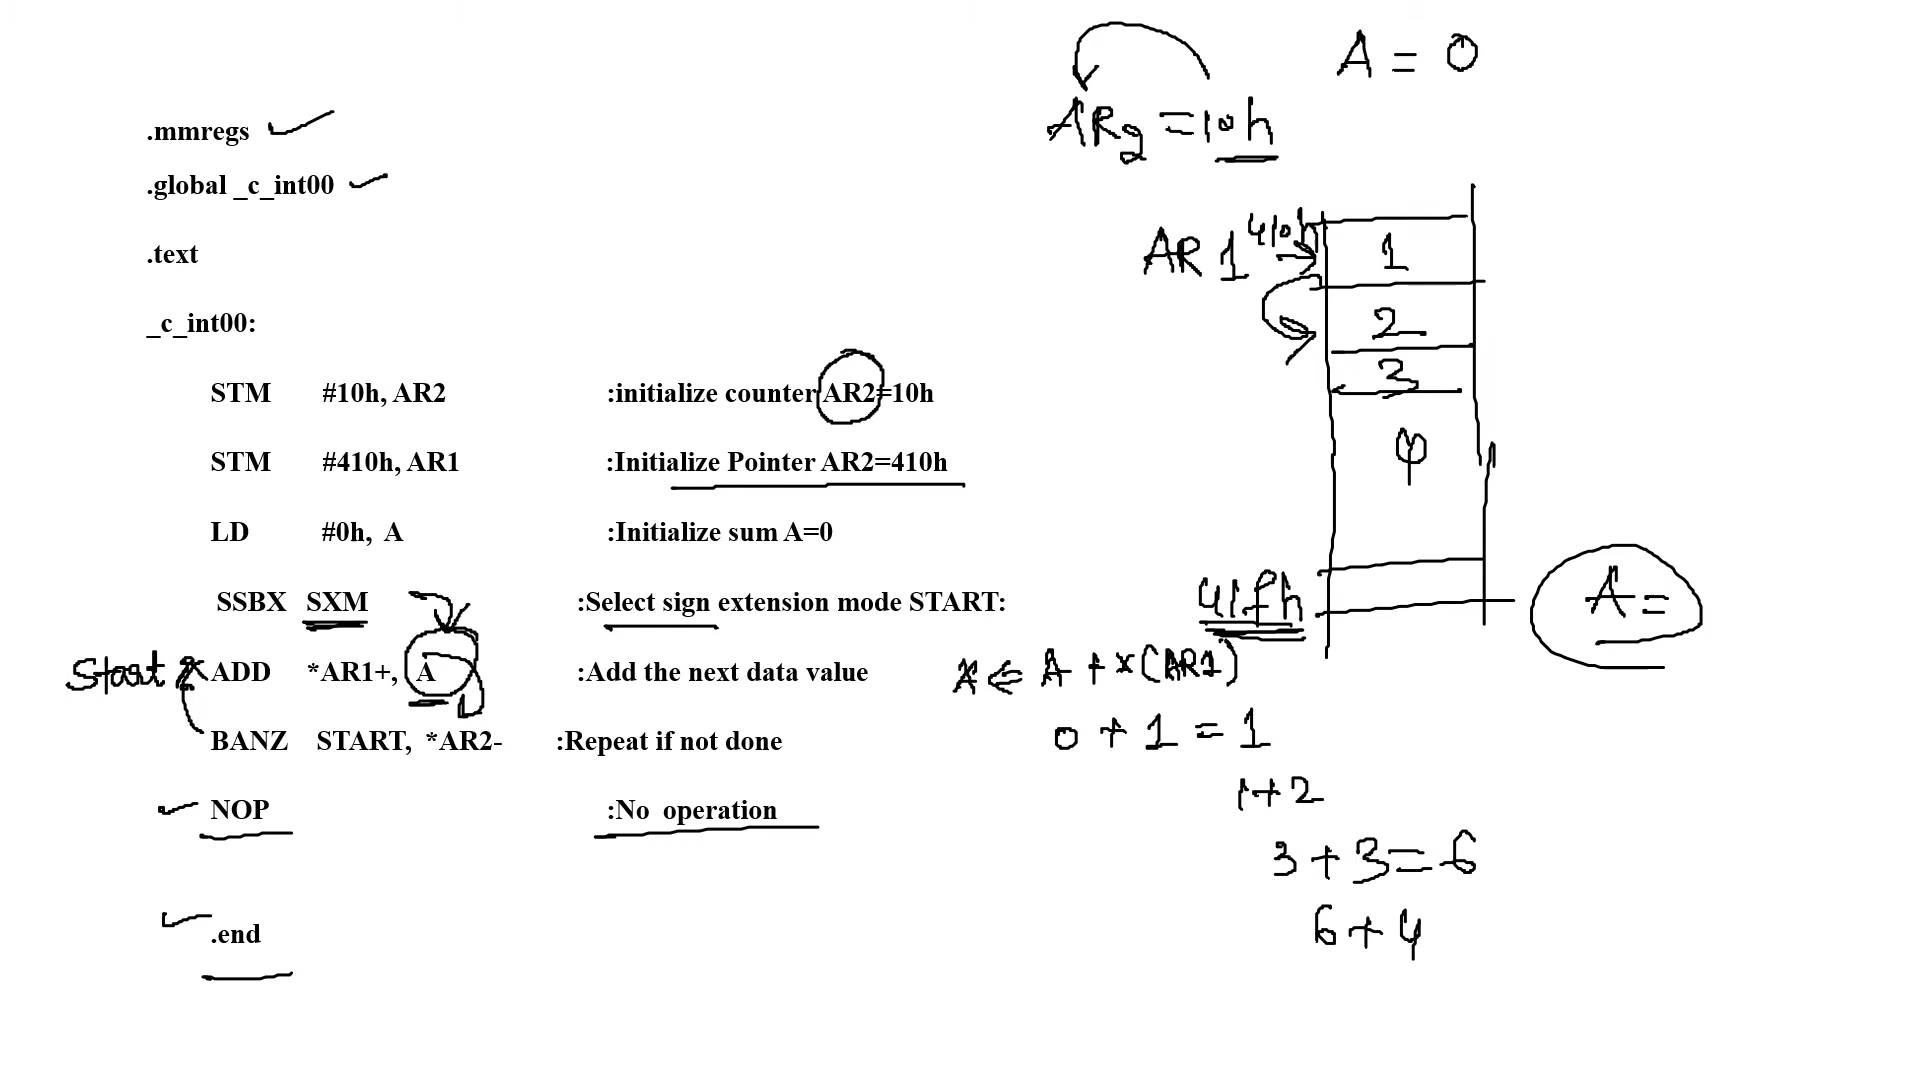 .mmregs
.global _c_int00
.text
_c_int00:
STM #10h, AR2 :initialize counter AR2=10h
STM #410h, AR1 :Initialize Pointer AR2=410h
LD #0h, A :Initialize sum A=0
SSBX SXM :Select sign extension mode START:
Start : ADD *AR1+, A :Add the next data value
BANZ START, *AR2- :Repeat if not done
NOP :No operation
.end
A = 0
AR2 = 10h
AR1 410h
1
2
3
4
41Fh
A =
A ⇐ A + *(AR1)
0 + 1 = 1
1+2
3 + 3 = 6
6 + 4